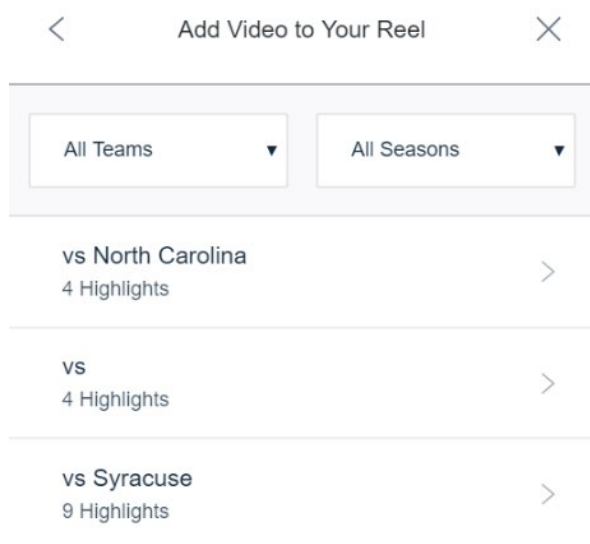 Add Video to Your Reel
All Teams
All Seasons
vs North Carolina
4 Highlights
vs
4 Highlights
vs Syracuse
9 Highlights